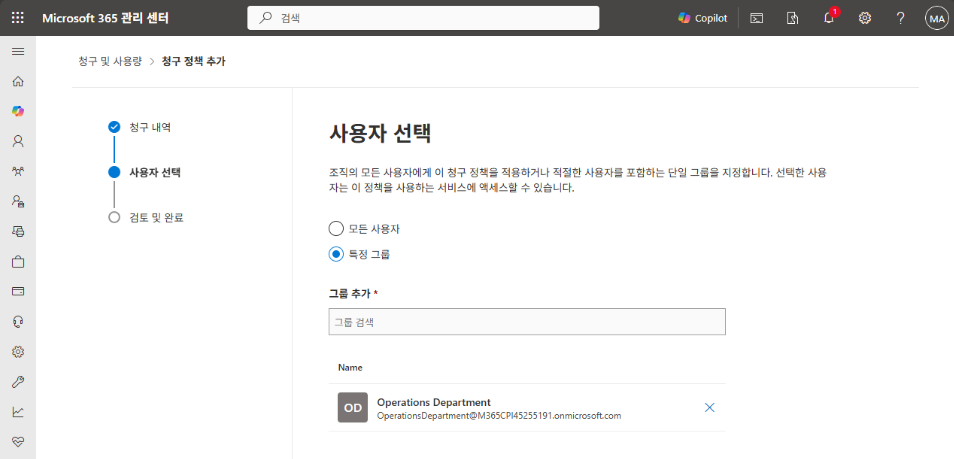 Microsoft 365 관리 센터
검색
Copilot
1
MA
청구 및 사용량 > 청구 정책 추가
청구 내역
사용자 선택
검토 및 완료
사용자 선택
조직의 모든 사용자에게 이 청구 정책을 적용하거나 적절한 사용자를 포함하는 단일 그룹을 지정합니다. 선택한 사용
자는 이 정책을 사용하는 서비스에 액세스할 수 있습니다.
모든 사용자
특정 그룹
그룹 추가 *
그룹 검색
Name
OD
Operations Department
OperationsDepartment@M365CPI45255191.onmicrosoft.com